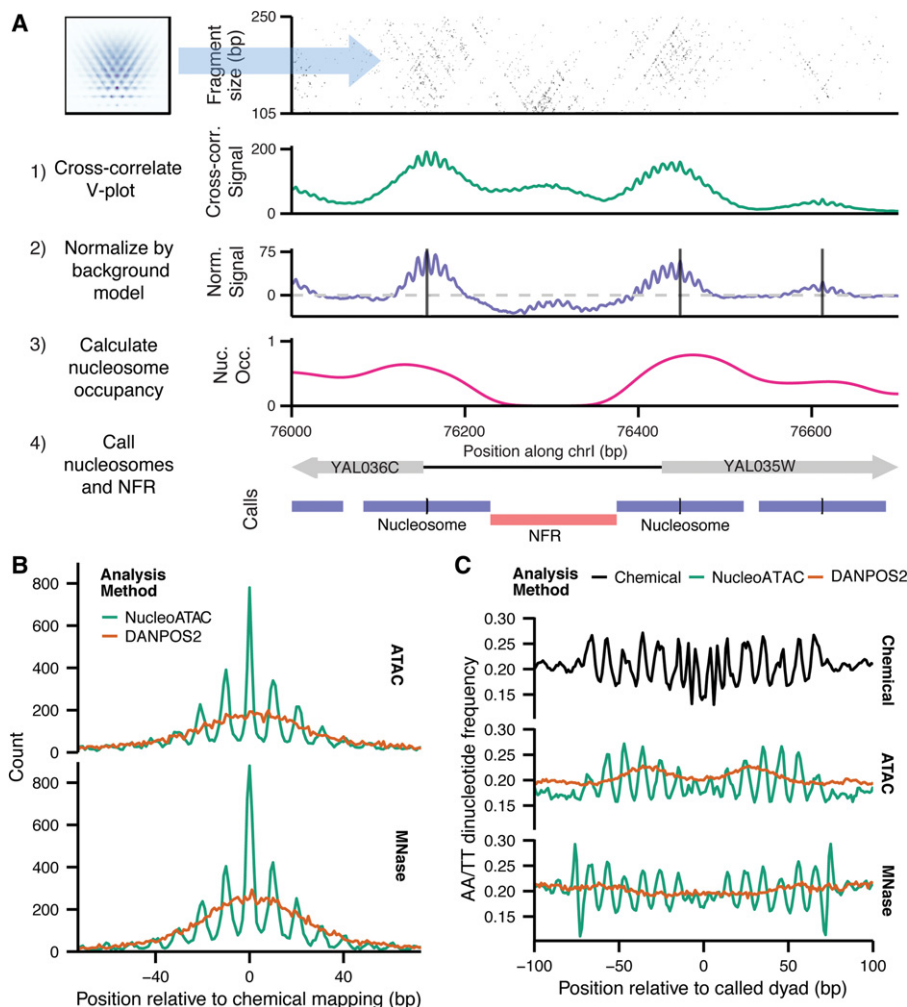 A
250
Fragment
size (bp)
105
1) Cross-correlate
V-plot
200
Cross-corr.
Signal
0
2) Normalize by
background
model
75
Norm.
Signal
0
3) Calculate
nucleosome
occupancy
1
Nuc.
Occ.
0
76000 76200 76400 76600
Position along chrI (bp)
4) Call
nucleosomes
and NFR
YAL036C YAL035W
Calls
Nucleosome NFR Nucleosome
B
Analysis
Method
NucleoATAC
DANPOS2
800
600
400
200
0
ATAC
Count
800
600
400
200
0
MNase
−40 0 40
Position relative to chemical mapping (bp)
C
Analysis
Method
Chemical NucleoATAC DANPOS2
AA/TT dinucleotide frequency
0.30
0.25
0.20
0.15
Chemical
0.30
0.25
0.20
0.15
ATAC
0.30
0.25
0.20
0.15
MNase
−100 −50 0 50 100
Position relative to called dyad (bp)